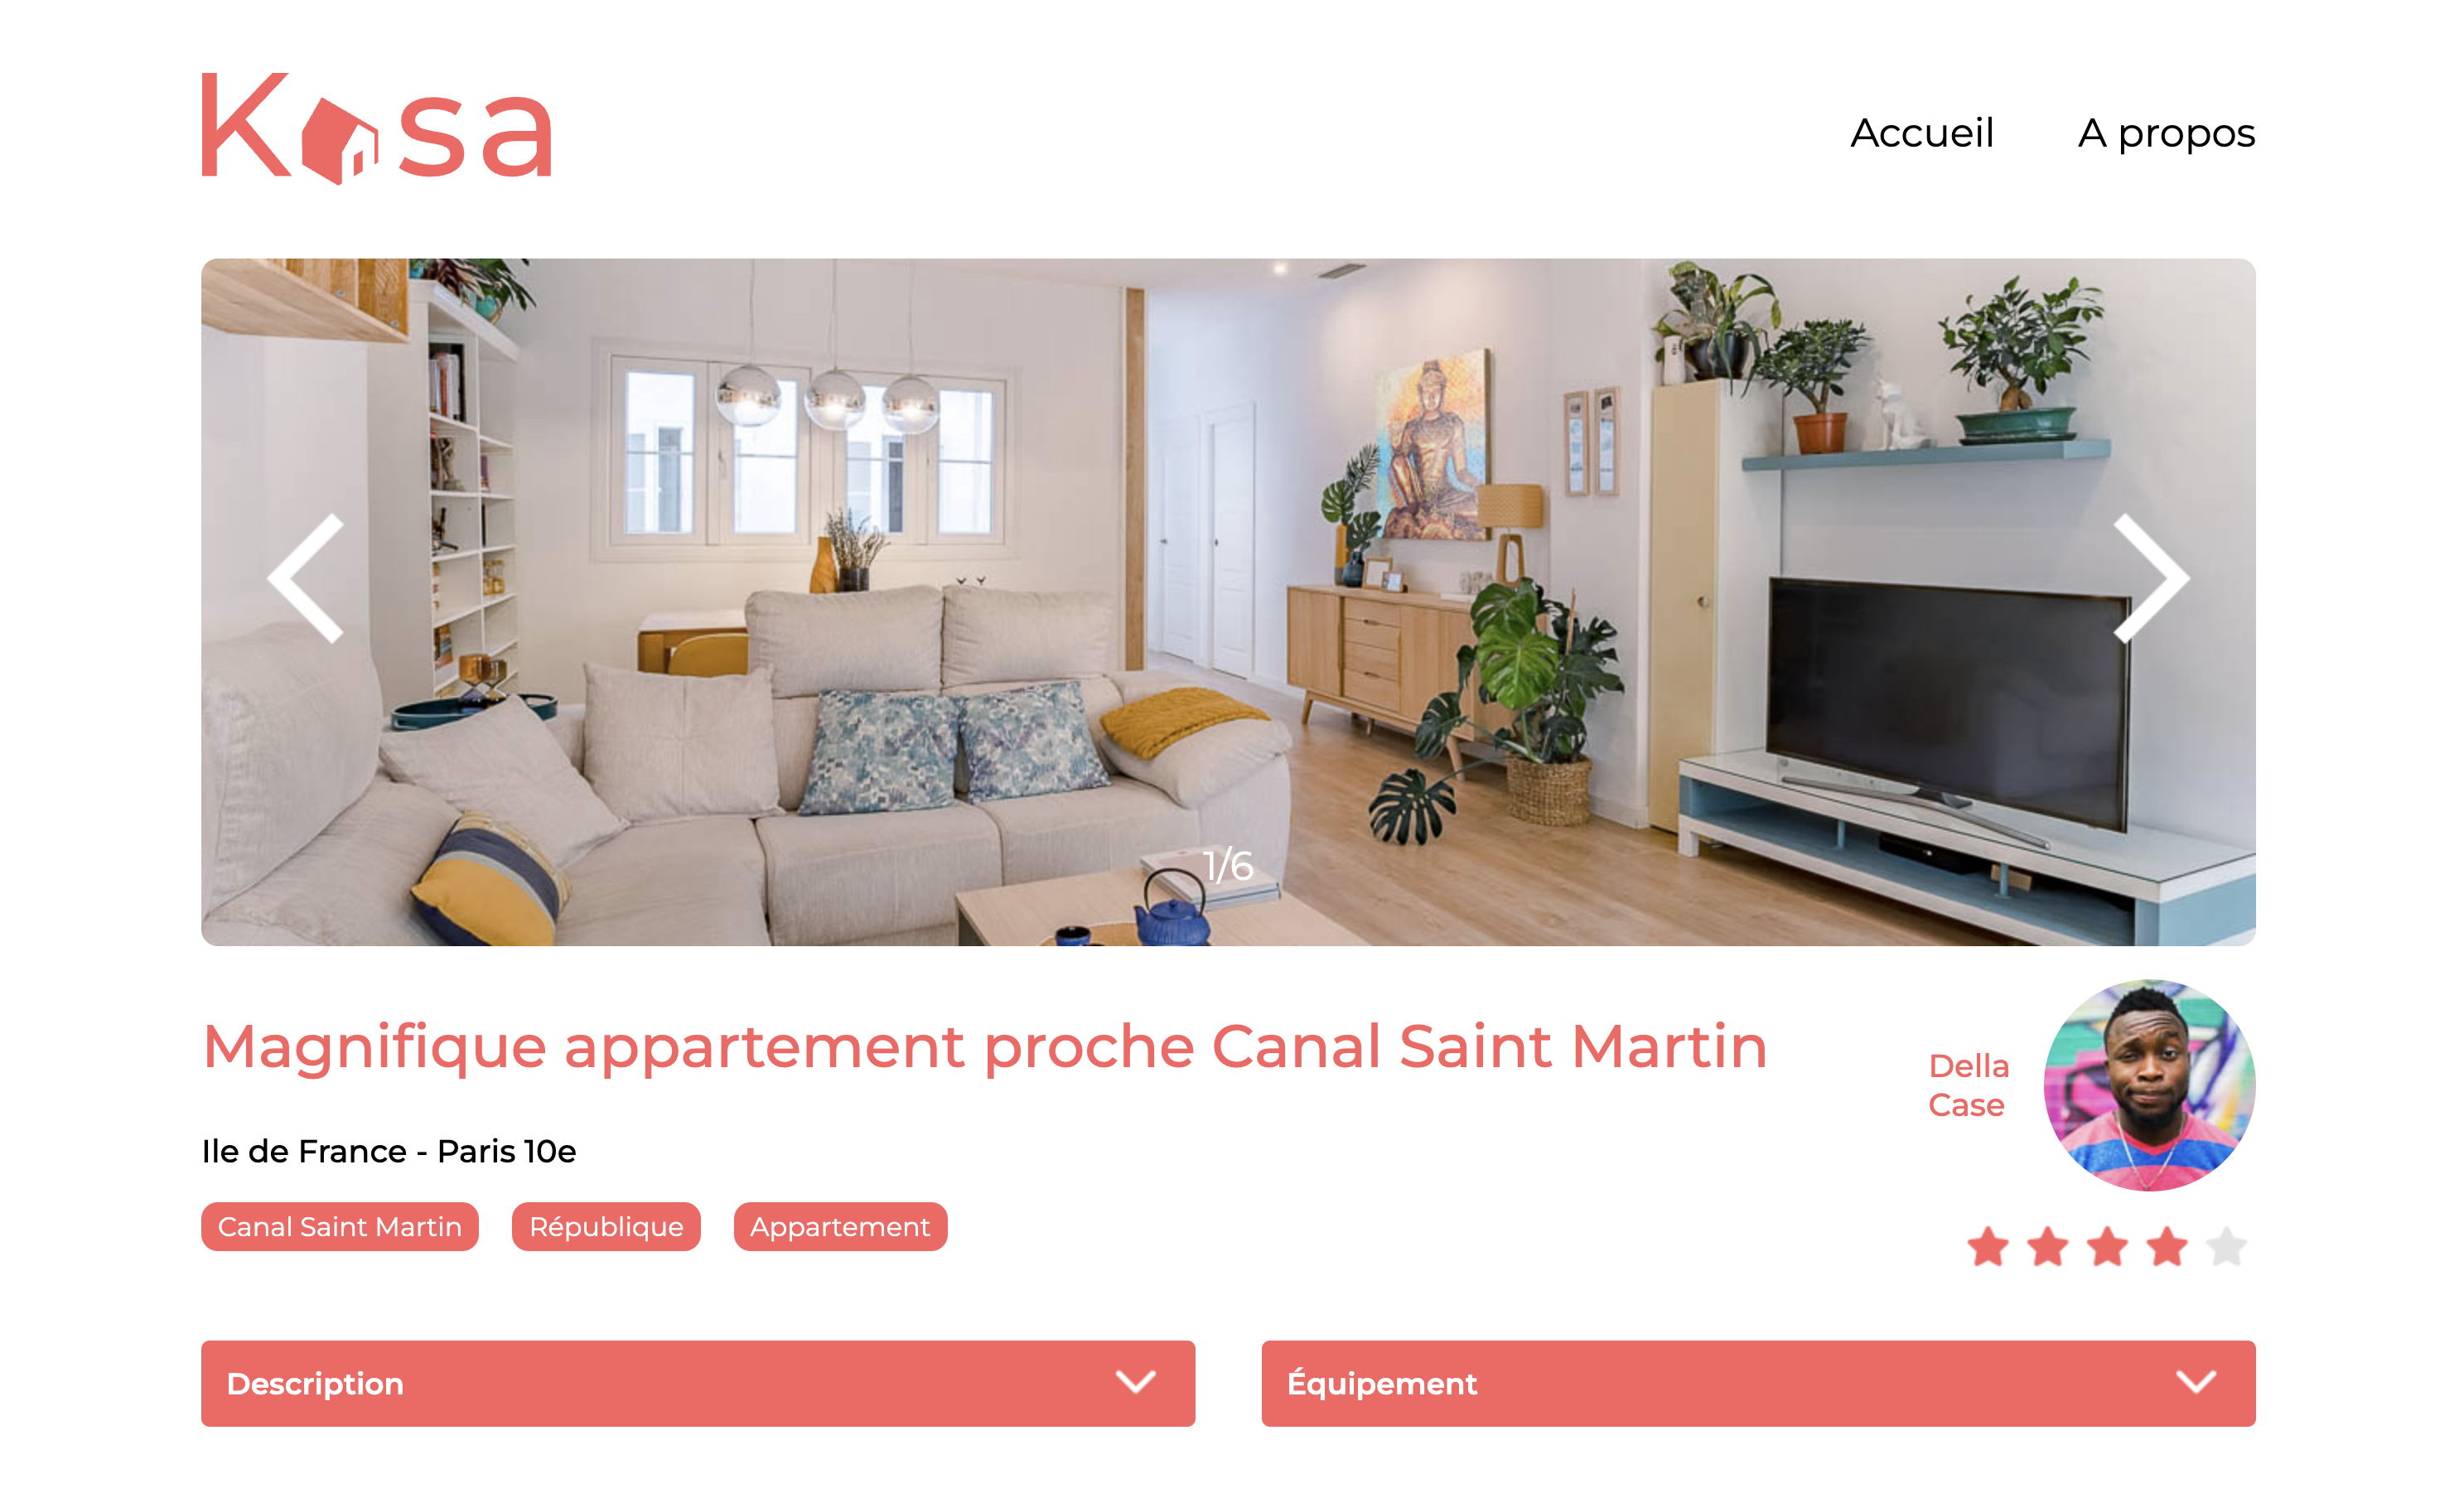 Kasa
Accueil
A propos
1/6
Magnifique appartement proche Canal Saint Martin
Della
Case
Ile de France - Paris 10e
Canal Saint Martin
République
Appartement
Description
Équipement